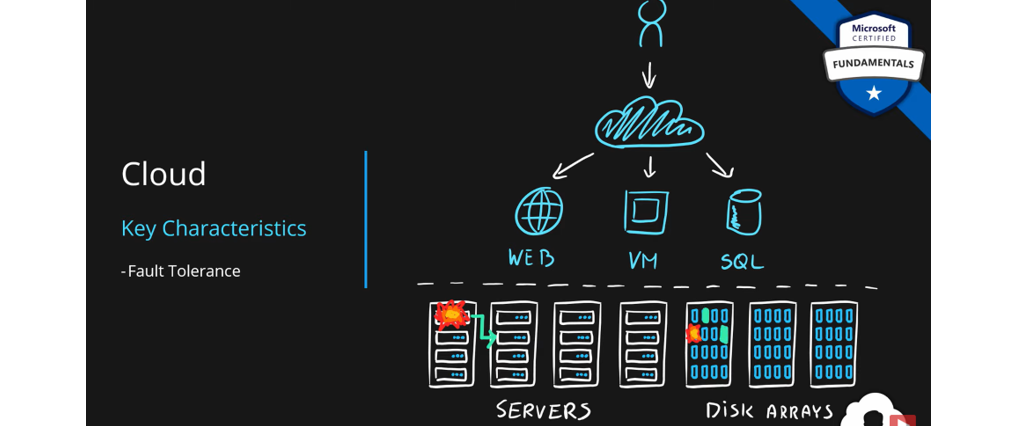 Microsoft
CERTIFIED
FUNDAMENTALS
Cloud
Key Characteristics
-Fault Tolerance
WEB
VM
SQL
SERVERS
DISK ARRAYS